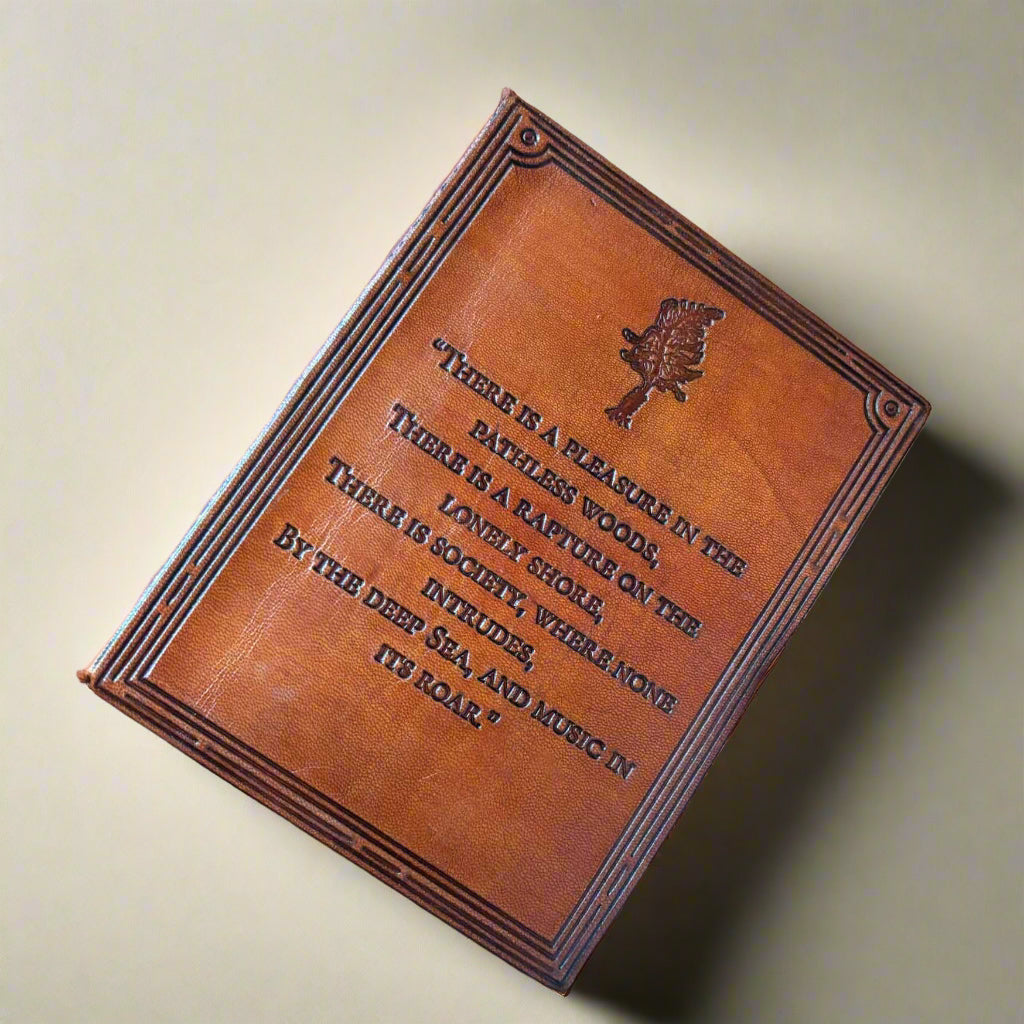 “There is a pleasure in the
pathless woods,
There is a rapture on the
lonely shore,
There is society, where none
intrudes,
By the deep Sea, and music in
its roar.”